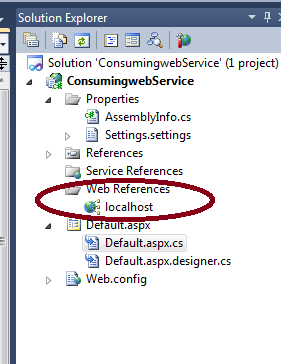 Solution Explorer
Solution 'ConsumingwebService' (1 project)
ConsumingwebService
Properties
AssemblyInfo.cs
Settings.settings
References
Service References
Web References
localhost
Default.aspx
Default.aspx.cs
Default.aspx.designer.cs
Web.config